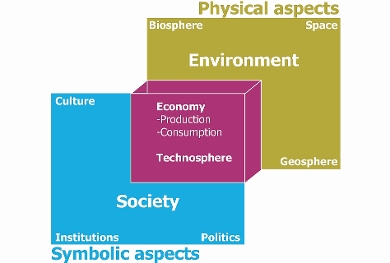 Physical aspects
Biosphere Space
Environment
Culture
Economy
-Production
-Consumption
Technosphere
Geosphere
Society
Institutions Politics
Symbolic aspects